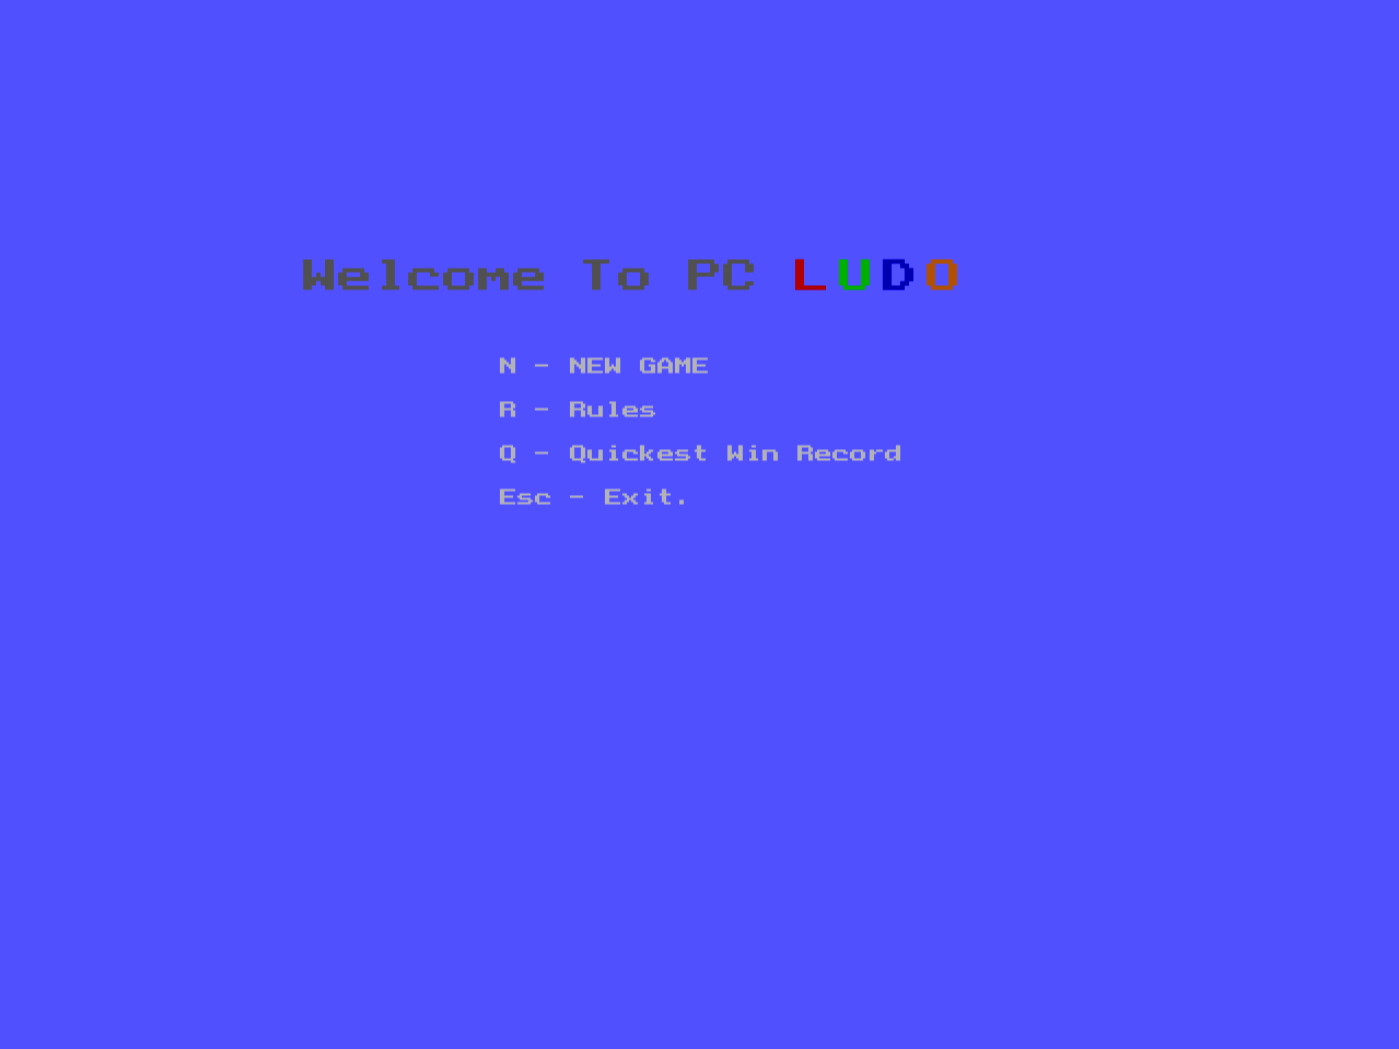 Welcome To PC LUDO
N - NEW GAME
R - Rules
Q - Quickest Win Record
Esc - Exit.